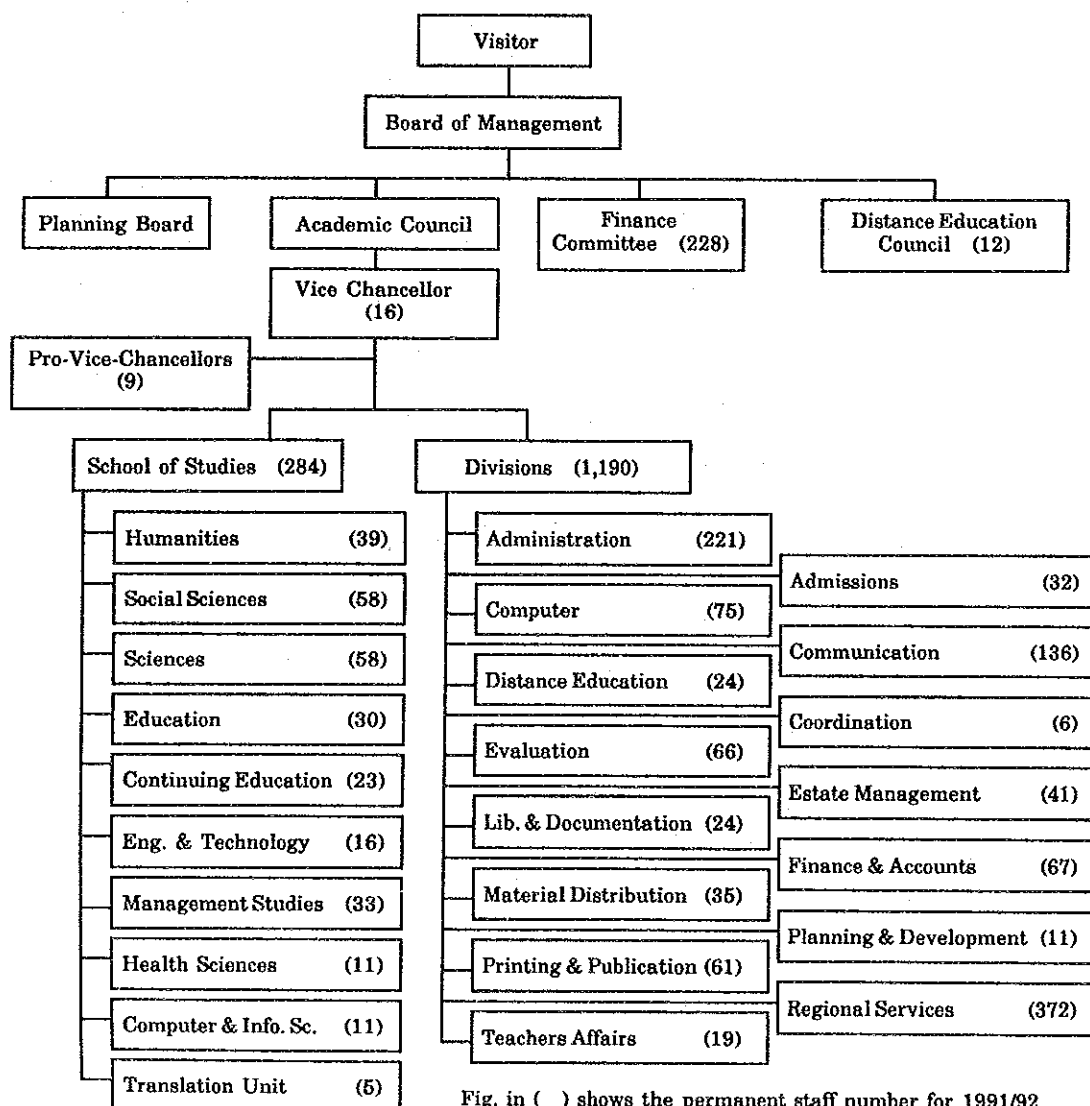 Visitor
Board of Management
Planning Board
Academic Council
Finance
Committee (228)
Distance Education
Council (12)
Vice Chancellor
(16)
Pro-Vice-Chancellors
(9)
School of Studies (284)
Humanities (39)
Social Sciences (58)
Sciences (58)
Education (30)
Continuing Education (23)
Eng. & Technology (16)
Management Studies (33)
Health Sciences (11)
Computer & Info. Sc. (11)
Translation Unit (5)
Divisions (1,190)
Administration (221)
Admissions (32)
Computer (75)
Communication (136)
Distance Education (24)
Coordination (6)
Evaluation (66)
Estate Management (41)
Lib. & Documentation (24)
Finance & Accounts (67)
Material Distribution (35)
Planning & Development (11)
Printing & Publication (61)
Regional Services (372)
Teachers Affairs (19)
Fig. in ( ) shows the permanent staff number for 1991/92